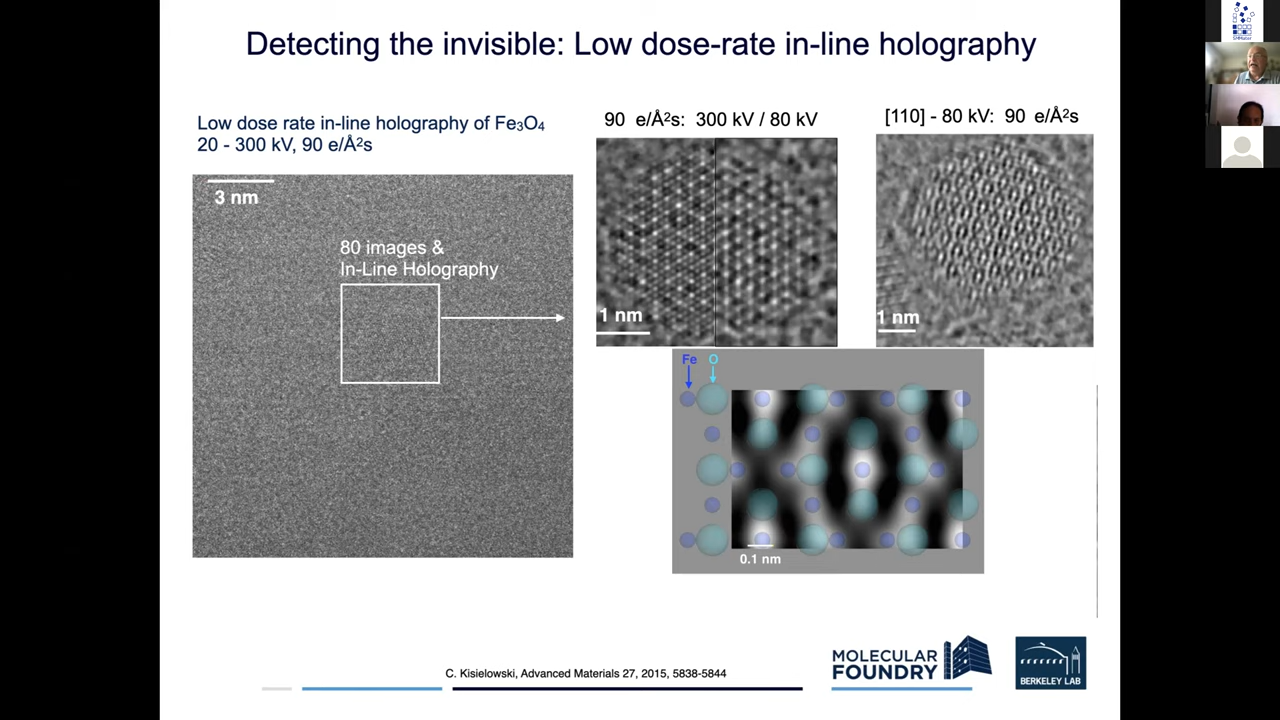 Detecting the invisible: Low dose-rate in-line holography
Low dose rate in-line holography of Fe₃O₄
20 - 300 kV, 90 e/Å²s
3 nm
80 images &
In-Line Holography
90 e/Å²s: 300 kV / 80 kV
1 nm
[110] - 80 kV: 90 e/Å²s
1 nm
Fe O
0.1 nm
C. Kisielowski, Advanced Materials 27, 2015, 5838-5844
MOLECULAR
FOUNDRY
BERKELEY LAB